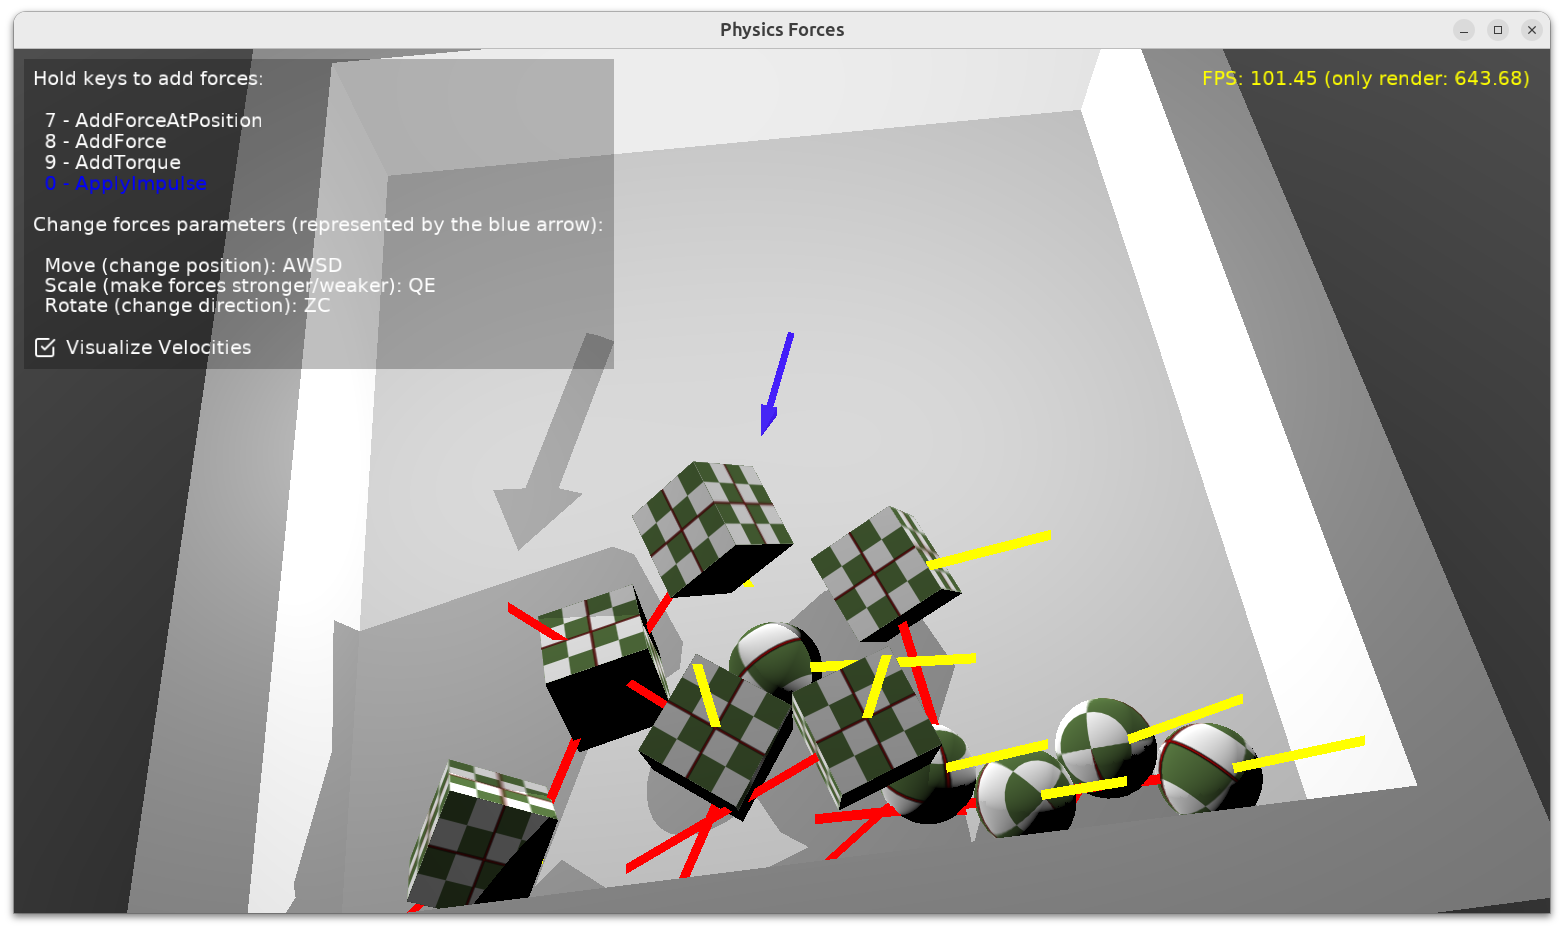 Physics Forces
Hold keys to add forces:
7 - AddForceAtPosition
8 - AddForce
9 - AddTorque
0 - ApplyImpulse
Change forces parameters (represented by the blue arrow):
Move (change position): AWSD
Scale (make forces stronger/weaker): QE
Rotate (change direction): ZC
Visualize Velocities
FPS: 101.45 (only render: 643.68)